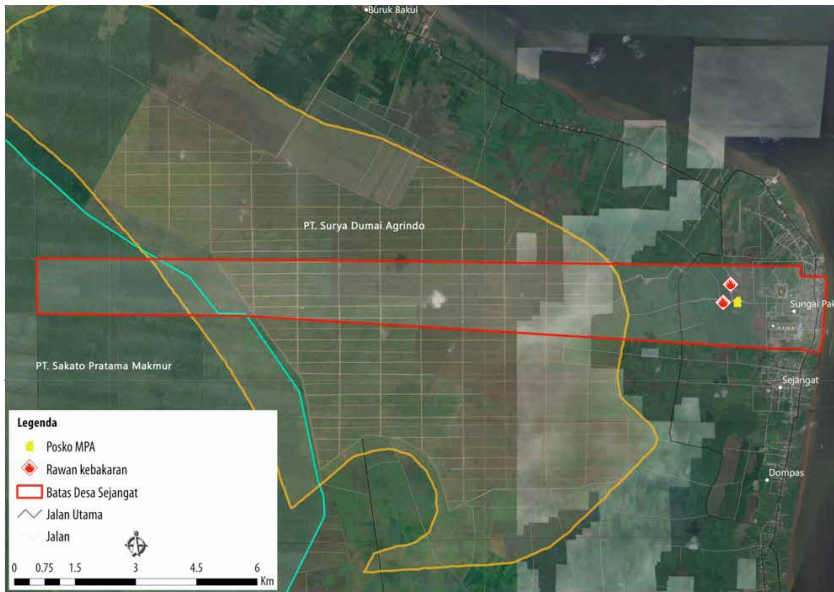 Buruk Bakul
PT. Surya Dumai Agrindo
Sungai Pak
PT. Sakato Pratama Makmur
Sejangat
Dompas
Legenda
Posko MPA
Rawan kebakaran
Batas Desa Sejangat
Jalan Utama
Jalan
0 0.75 1.5 3 4.5 6
Km